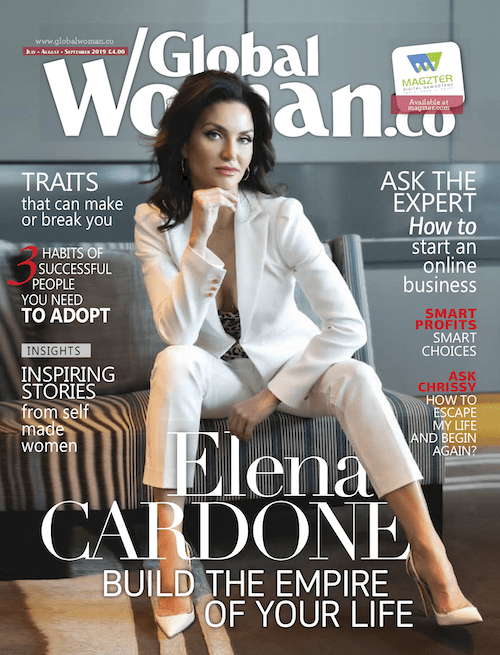 www.globalwoman.co
July • August • September 2019 £4.00
Global
Woman.co
MAGZTER
DIGITAL NEWSSTAND
Available at
magzter.com
TRAITS
that can make
or break you
3 HABITS OF
SUCCESSFUL
PEOPLE
YOU NEED
TO ADOPT
INSIGHTS
INSPIRING
STORIES
from self
made
women
ASK THE
EXPERT
How to
start an
online
business
SMART
PROFITS
SMART
CHOICES
ASK
CHRISSY
HOW TO
ESCAPE
MY LIFE
AND BEGIN
AGAIN?
Elena
CARDONE
BUILD THE EMPIRE
OF YOUR LIFE